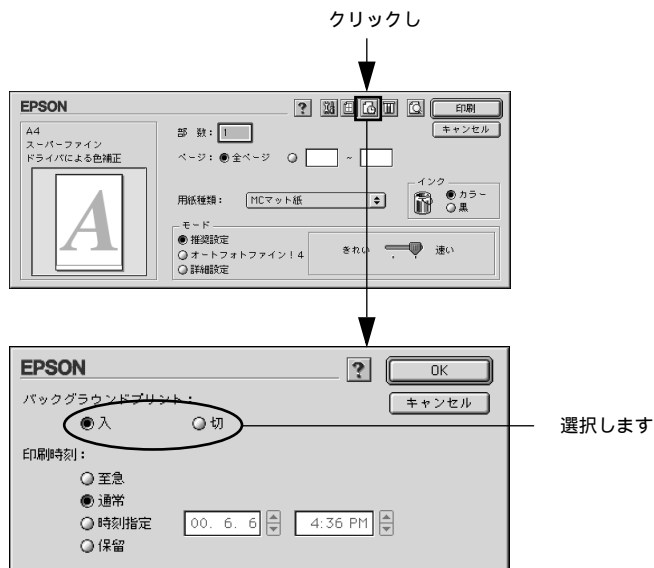 クリックし
EPSON
? 印刷
A4
スーパーファイン
ドライバによる色補正
A
部 数： 1
キャンセル
ページ： 全ページ ～
用紙種類： MCマット紙
インク
カラー
黒
モード
推奨設定
オートフォトファイン！4
詳細設定
きれい 速い
EPSON
? OK
キャンセル
バックグラウンドプリント：
入 切
選択します
印刷時刻：
至急
通常
時刻指定 00. 6. 6 4:36 PM
保留